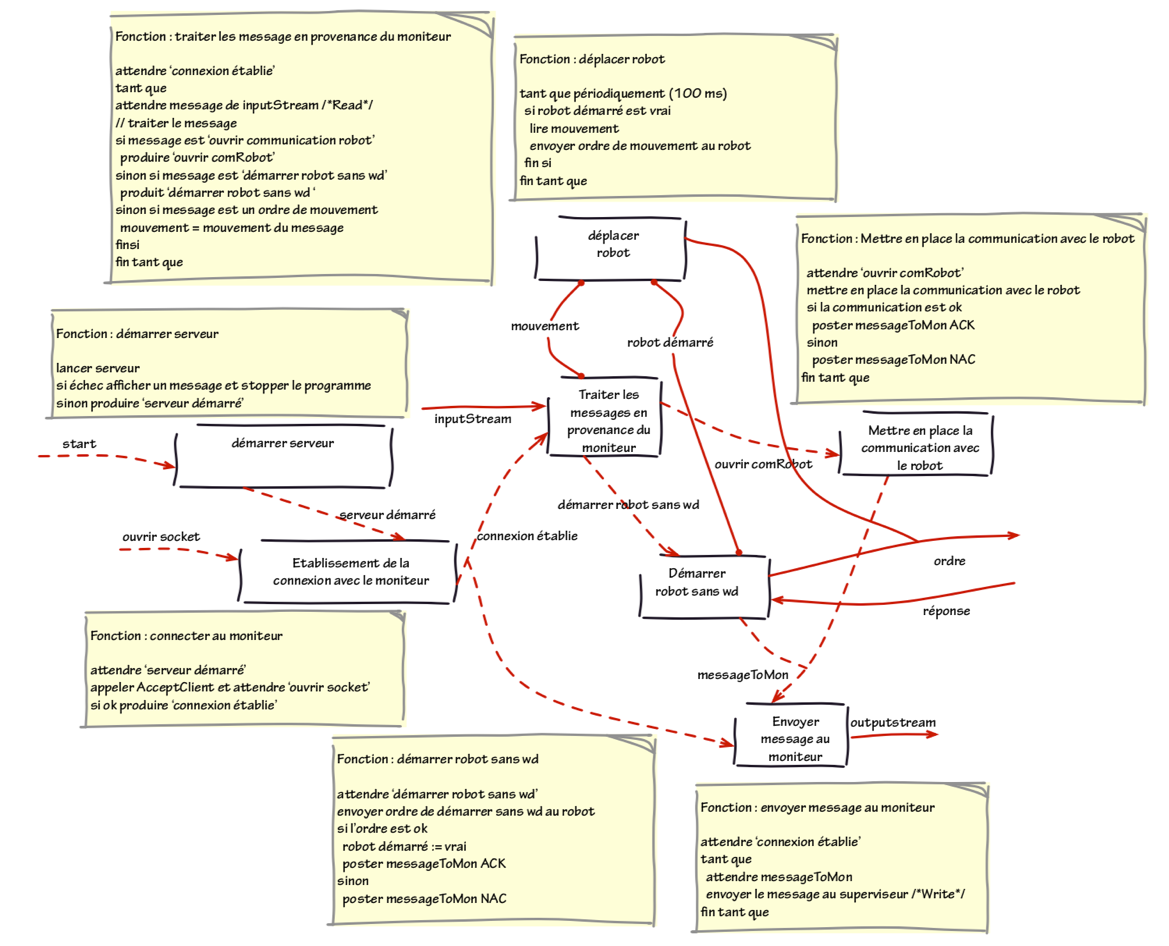 Fonction : traiter les message en provenance du moniteur
attendre ‘connexion établie’
tant que
attendre message de inputStream /*Read*/
// traiter le message
si message est ‘ouvrir communication robot’
produire ‘ouvrir comRobot’
sinon si message est ‘démarrer robot sans wd’
produit ‘démarrer robot sans wd ‘
sinon si message est un ordre de mouvement
mouvement = mouvement du message
finsi
fin tant que
Fonction : déplacer robot
tant que périodiquement (100 ms)
si robot démarré est vrai
lire mouvement
envoyer ordre de mouvement au robot
fin si
fin tant que
Fonction : Mettre en place la communication avec le robot
attendre ‘ouvrir comRobot’
mettre en place la communication avec le robot
si la communication est ok
poster messageToMon ACK
sinon
poster messageToMon NAC
fin tant que
déplacer
robot
mouvement
robot démarré
Fonction : démarrer serveur
lancer serveur
si échec afficher un message et stopper le programme
sinon produire ‘serveur démarré’
inputStream
Traiter les
messages en
provenance du
moniteur
Mettre en place la
communication avec
le robot
start
démarrer serveur
ouvrir comRobot
démarrer robot sans wd
serveur démarré
connexion établie
ouvrir socket
Etablissement de la
connexion avec le moniteur
Démarrer
robot sans wd
ordre
réponse
Fonction : connecter au moniteur
attendre ‘serveur démarré’
appeler AcceptClient et attendre ‘ouvrir socket’
si ok produire ‘connexion établie’
messageToMon
Envoyer
message au
moniteur
outputstream
Fonction : démarrer robot sans wd
attendre ‘démarrer robot sans wd’
envoyer ordre de démarrer sans wd au robot
si l’ordre est ok
robot démarré := vrai
poster messageToMon ACK
sinon
poster messageToMon NAC
Fonction : envoyer message au moniteur
attendre ‘connexion établie’
tant que
attendre messageToMon
envoyer le message au superviseur /*Write*/
fin tant que